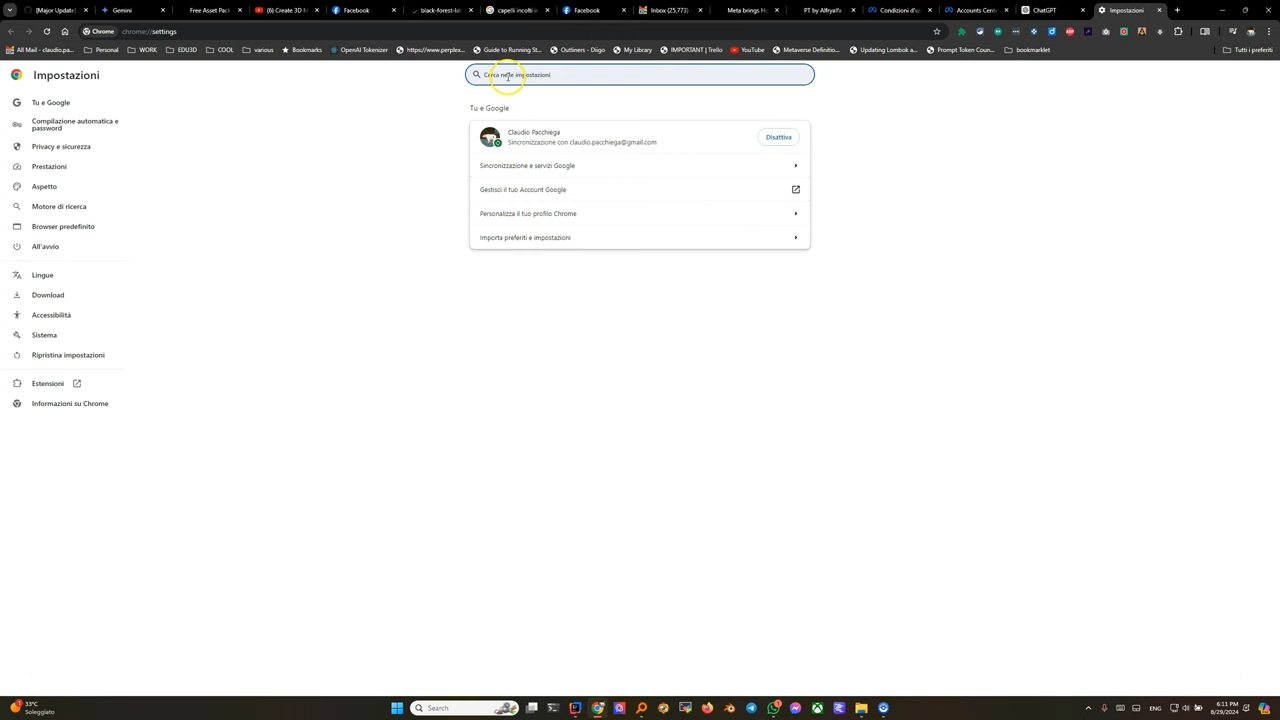 [Major Update]
Gemini
Free Asset Pack
(6) Create 3D M
Facebook
black-forest-lab
capelli incolti in
Facebook
Inbox (25,773)
Meta brings Ho
PT by Alfryalfa
Condizioni d'us
Accounts Cente
ChatGPT
Impostazioni
Chrome
chrome://settings
All Mail - claudio.pa...
Personal
WORK
EDU3D
COOL
various
Bookmarks
OpenAI Tokenizer
https://www.perplex...
Guide to Running St...
Outliners - Diigo
My Library
IMPORTANT | Trello
YouTube
Metaverse Definitio...
Updating Lombok a...
Prompt Token Coun...
bookmarklet
Tutti i preferiti
Impostazioni
Cerca nelle impostazioni
Tu e Google
Compilazione automatica e
password
Privacy e sicurezza
Prestazioni
Aspetto
Motore di ricerca
Browser predefinito
All'avvio
Lingue
Download
Accessibilità
Sistema
Ripristina impostazioni
Estensioni
Informazioni su Chrome
Tu e Google
Claudio Pacchiega
Sincronizzazione con claudio.pacchiega@gmail.com
Disattiva
Sincronizzazione e servizi Google
Gestisci il tuo Account Google
Personalizza il tuo profilo Chrome
Importa preferiti e impostazioni
33°C
Soleggiato
Search
ENG
6:11 PM
8/29/2024